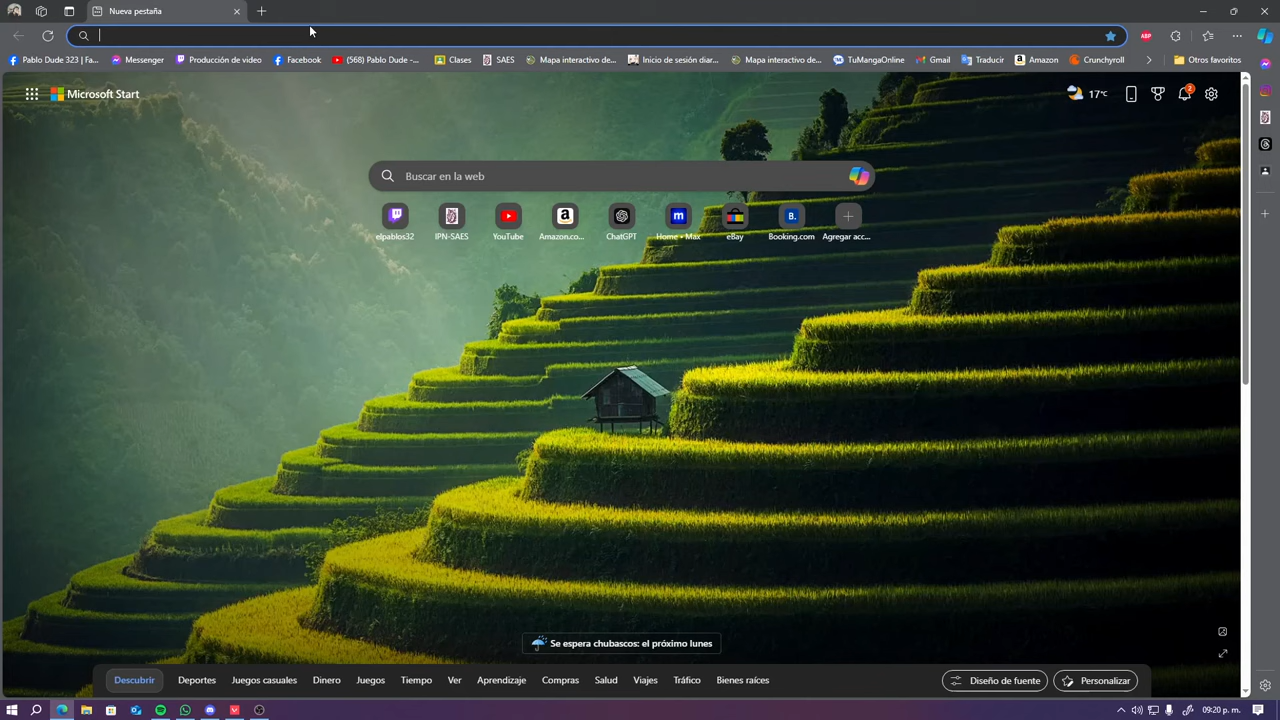 Nueva pestaña
Pablo Dude 323 | Fa...
Messenger
Producción de video
Facebook
(568) Pablo Dude -...
Clases
SAES
Mapa interactivo de...
Inicio de sesión diar...
Mapa interactivo de...
TuMangaOnline
Gmail
Traducir
Amazon
Crunchyroll
Otros favoritos
ABP
Microsoft Start
17°C
2
Buscar en la web
elpablos32
IPN-SAES
YouTube
Amazon.co...
ChatGPT
Home • Max
eBay
Booking.com
Agregar acc...
Se espera chubascos: el próximo lunes
Descubrir
Deportes
Juegos casuales
Dinero
Juegos
Tiempo
Ver
Aprendizaje
Compras
Salud
Viajes
Tráfico
Bienes raíces
Diseño de fuente
Personalizar
09:20 p. m.